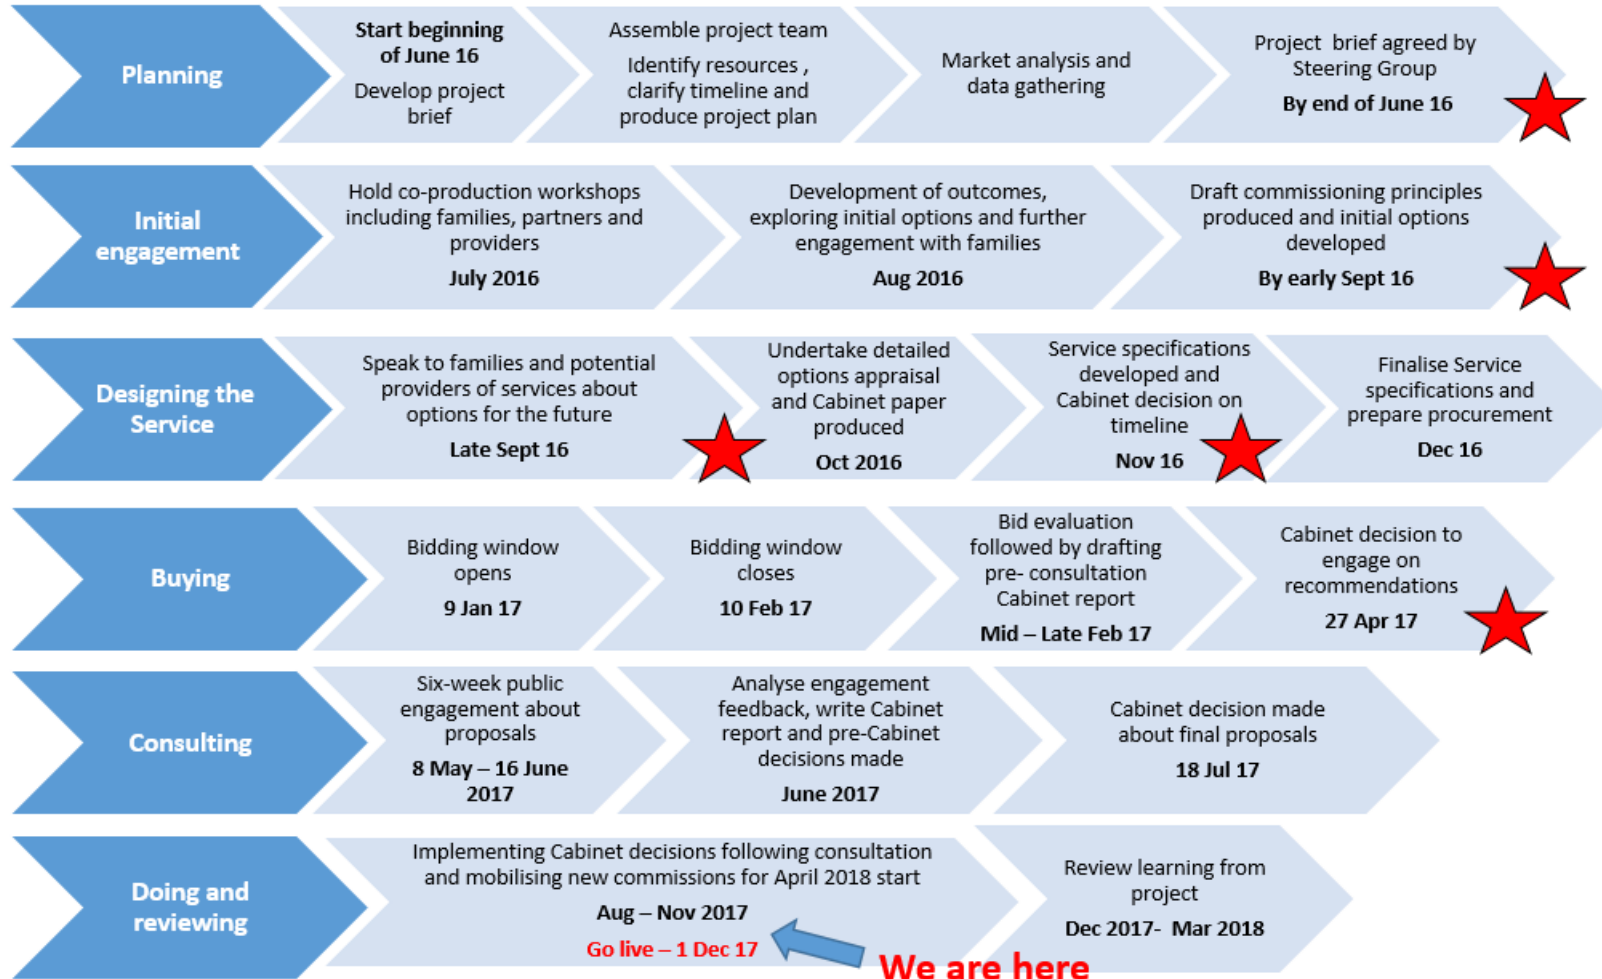 Planning
Start beginning
of June 16
Develop project
brief
Assemble project team
Identify resources ,
clarify timeline and
produce project plan
Market analysis and
data gathering
Project  brief agreed by
Steering Group
By end of June 16
Initial
engagement
Hold co-production workshops
including families, partners and
providers
July 2016
Development of outcomes,
exploring initial options and further
engagement with families
Aug 2016
Draft commissioning principles
produced and initial options
developed
By early Sept 16
Designing the
Service
Speak to families and potential
providers of services about
options for the future
Late Sept 16
Undertake detailed
options appraisal
and Cabinet paper
produced
Oct 2016
Service specifications
developed and
Cabinet decision on
timeline
Nov 16
Finalise Service
specifications and
prepare procurement
Dec 16
Buying
Bidding window
opens
9 Jan 17
Bidding window
closes
10 Feb 17
Bid evaluation
followed by drafting
pre- consultation
Cabinet report
Mid – Late Feb 17
Cabinet decision to
engage on
recommendations
27 Apr 17
Consulting
Six-week public
engagement about
proposals
8 May – 16 June
2017
Analyse engagement
feedback, write Cabinet
report and pre-Cabinet
decisions made
June 2017
Cabinet decision made
about final proposals
18 Jul 17
Doing and
reviewing
Implementing Cabinet decisions following consultation
and mobilising new commissions for April 2018 start
Aug – Nov 2017
Go live – 1 Dec 17
We are here
Review learning from
project
Dec 2017-  Mar 2018